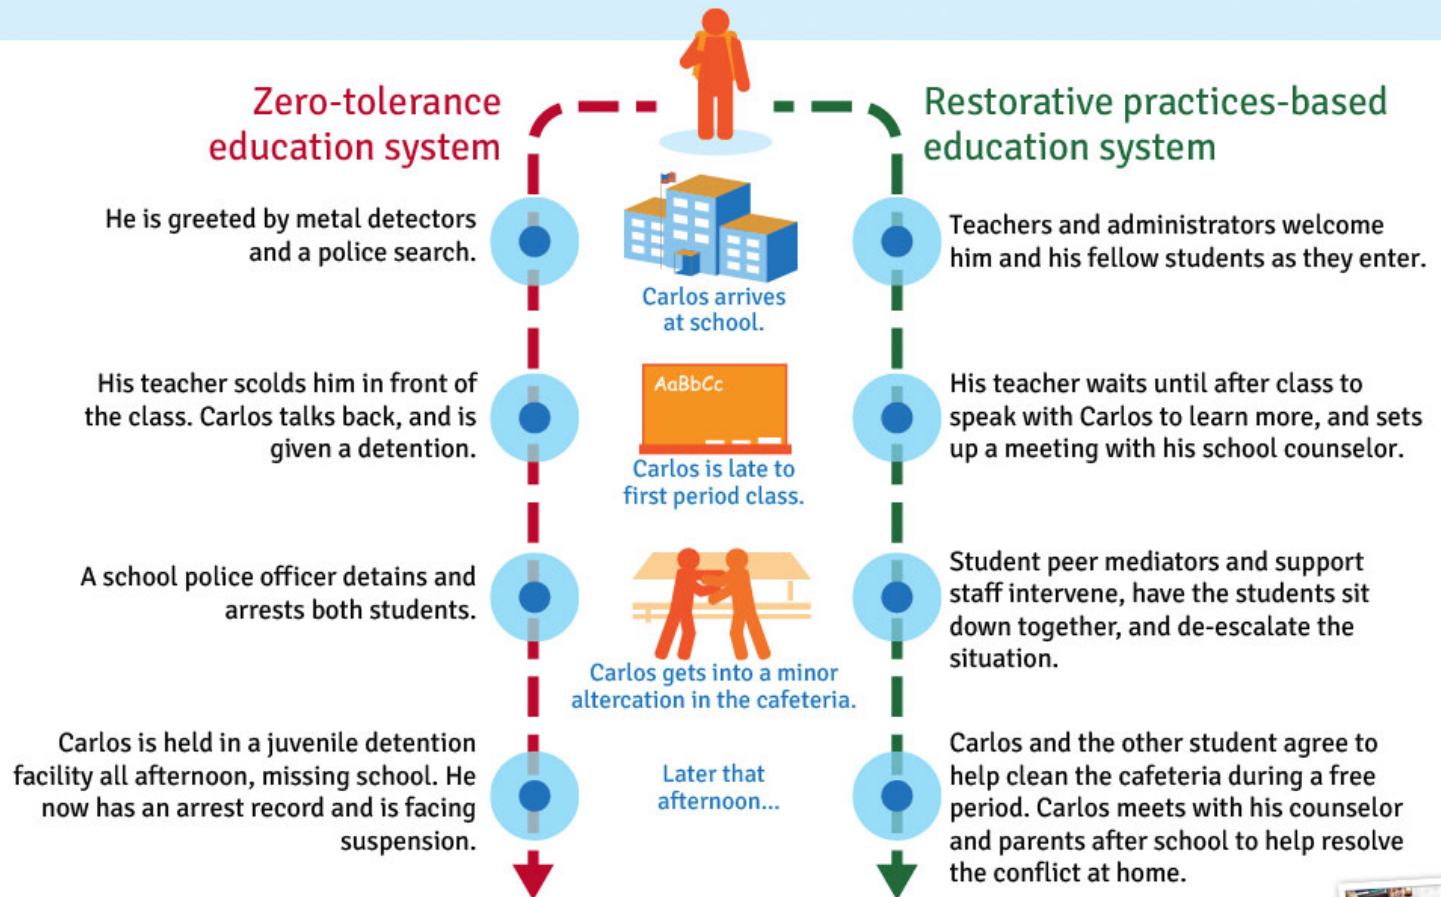 Zero-tolerance
education system
Restorative practices-based
education system
He is greeted by metal detectors
and a police search.
Carlos arrives
at school.
Teachers and administrators welcome
him and his fellow students as they enter.
His teacher scolds him in front of
the class. Carlos talks back, and is
given a detention.
AaBbCc
Carlos is late to
first period class.
His teacher waits until after class to
speak with Carlos to learn more, and sets
up a meeting with his school counselor.
A school police officer detains and
arrests both students.
Carlos gets into a minor
altercation in the cafeteria.
Student peer mediators and support
staff intervene, have the students sit
down together, and de-escalate the
situation.
Carlos is held in a juvenile detention
facility all afternoon, missing school. He
now has an arrest record and is facing
suspension.
Later that
afternoon...
Carlos and the other student agree to
help clean the cafeteria during a free
period. Carlos meets with his counselor
and parents after school to help resolve
the conflict at home.